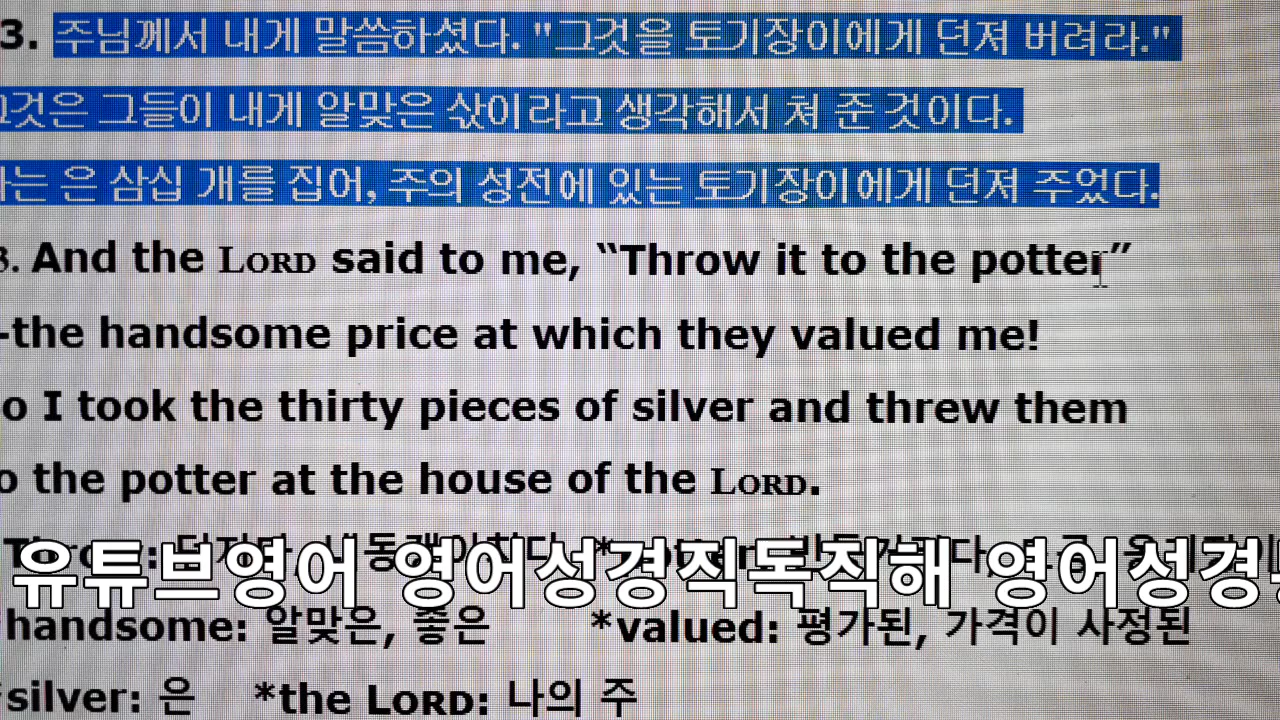 3. 주님께서 내게 말씀하셨다. "그것을 토기장이에게 던져 버려라."
그것은 그들이 내게 알맞은 삯이라고 생각해서 쳐 준 것이다.
나는 은 삼십 개를 집어, 주의 성전에 있는 토기장이에게 던져 주었다.
3. And the LORD said to me, “Throw it to the potter”
-the handsome price at which they valued me!
o I took the thirty pieces of silver and threw them
o the potter at the house of the LORD.
유튜브영어 영어성경직독직해 영어성경
*handsome: 알맞은, 좋은 *valued: 평가된, 가격이 사정된
*silver: 은 *the LORD: 나의 주